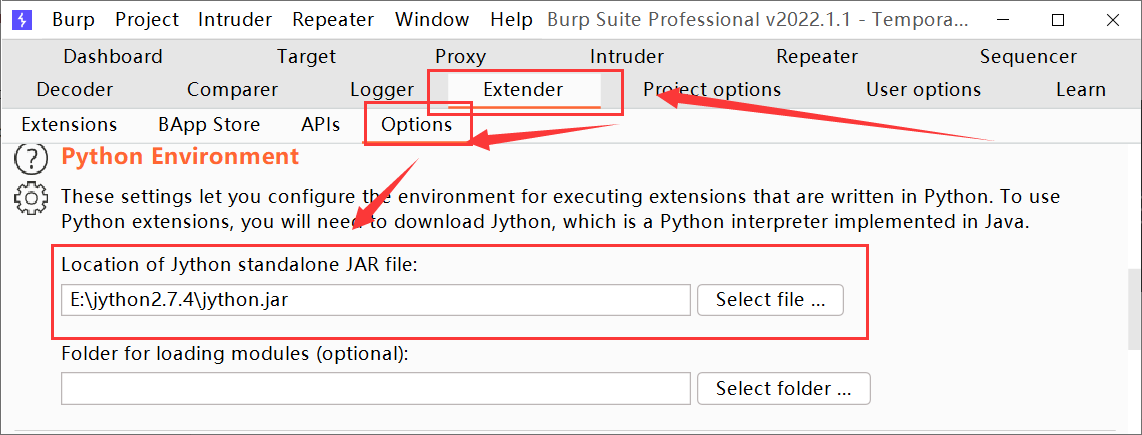 Burp Project Intruder Repeater Window Help Burp Suite Professional v2022.1.1 - Tempora...
Dashboard Target Proxy Intruder Repeater Sequencer
Decoder Comparer Logger Extender Project options User options Learn
Extensions BApp Store APIs Options
Python Environment
These settings let you configure the environment for executing extensions that are written in Python. To use
Python extensions, you will need to download Jython, which is a Python interpreter implemented in Java.
Location of Jython standalone JAR file:
E:\jython2.7.4\jython.jar Select file ...
Folder for loading modules (optional):
Select folder ...